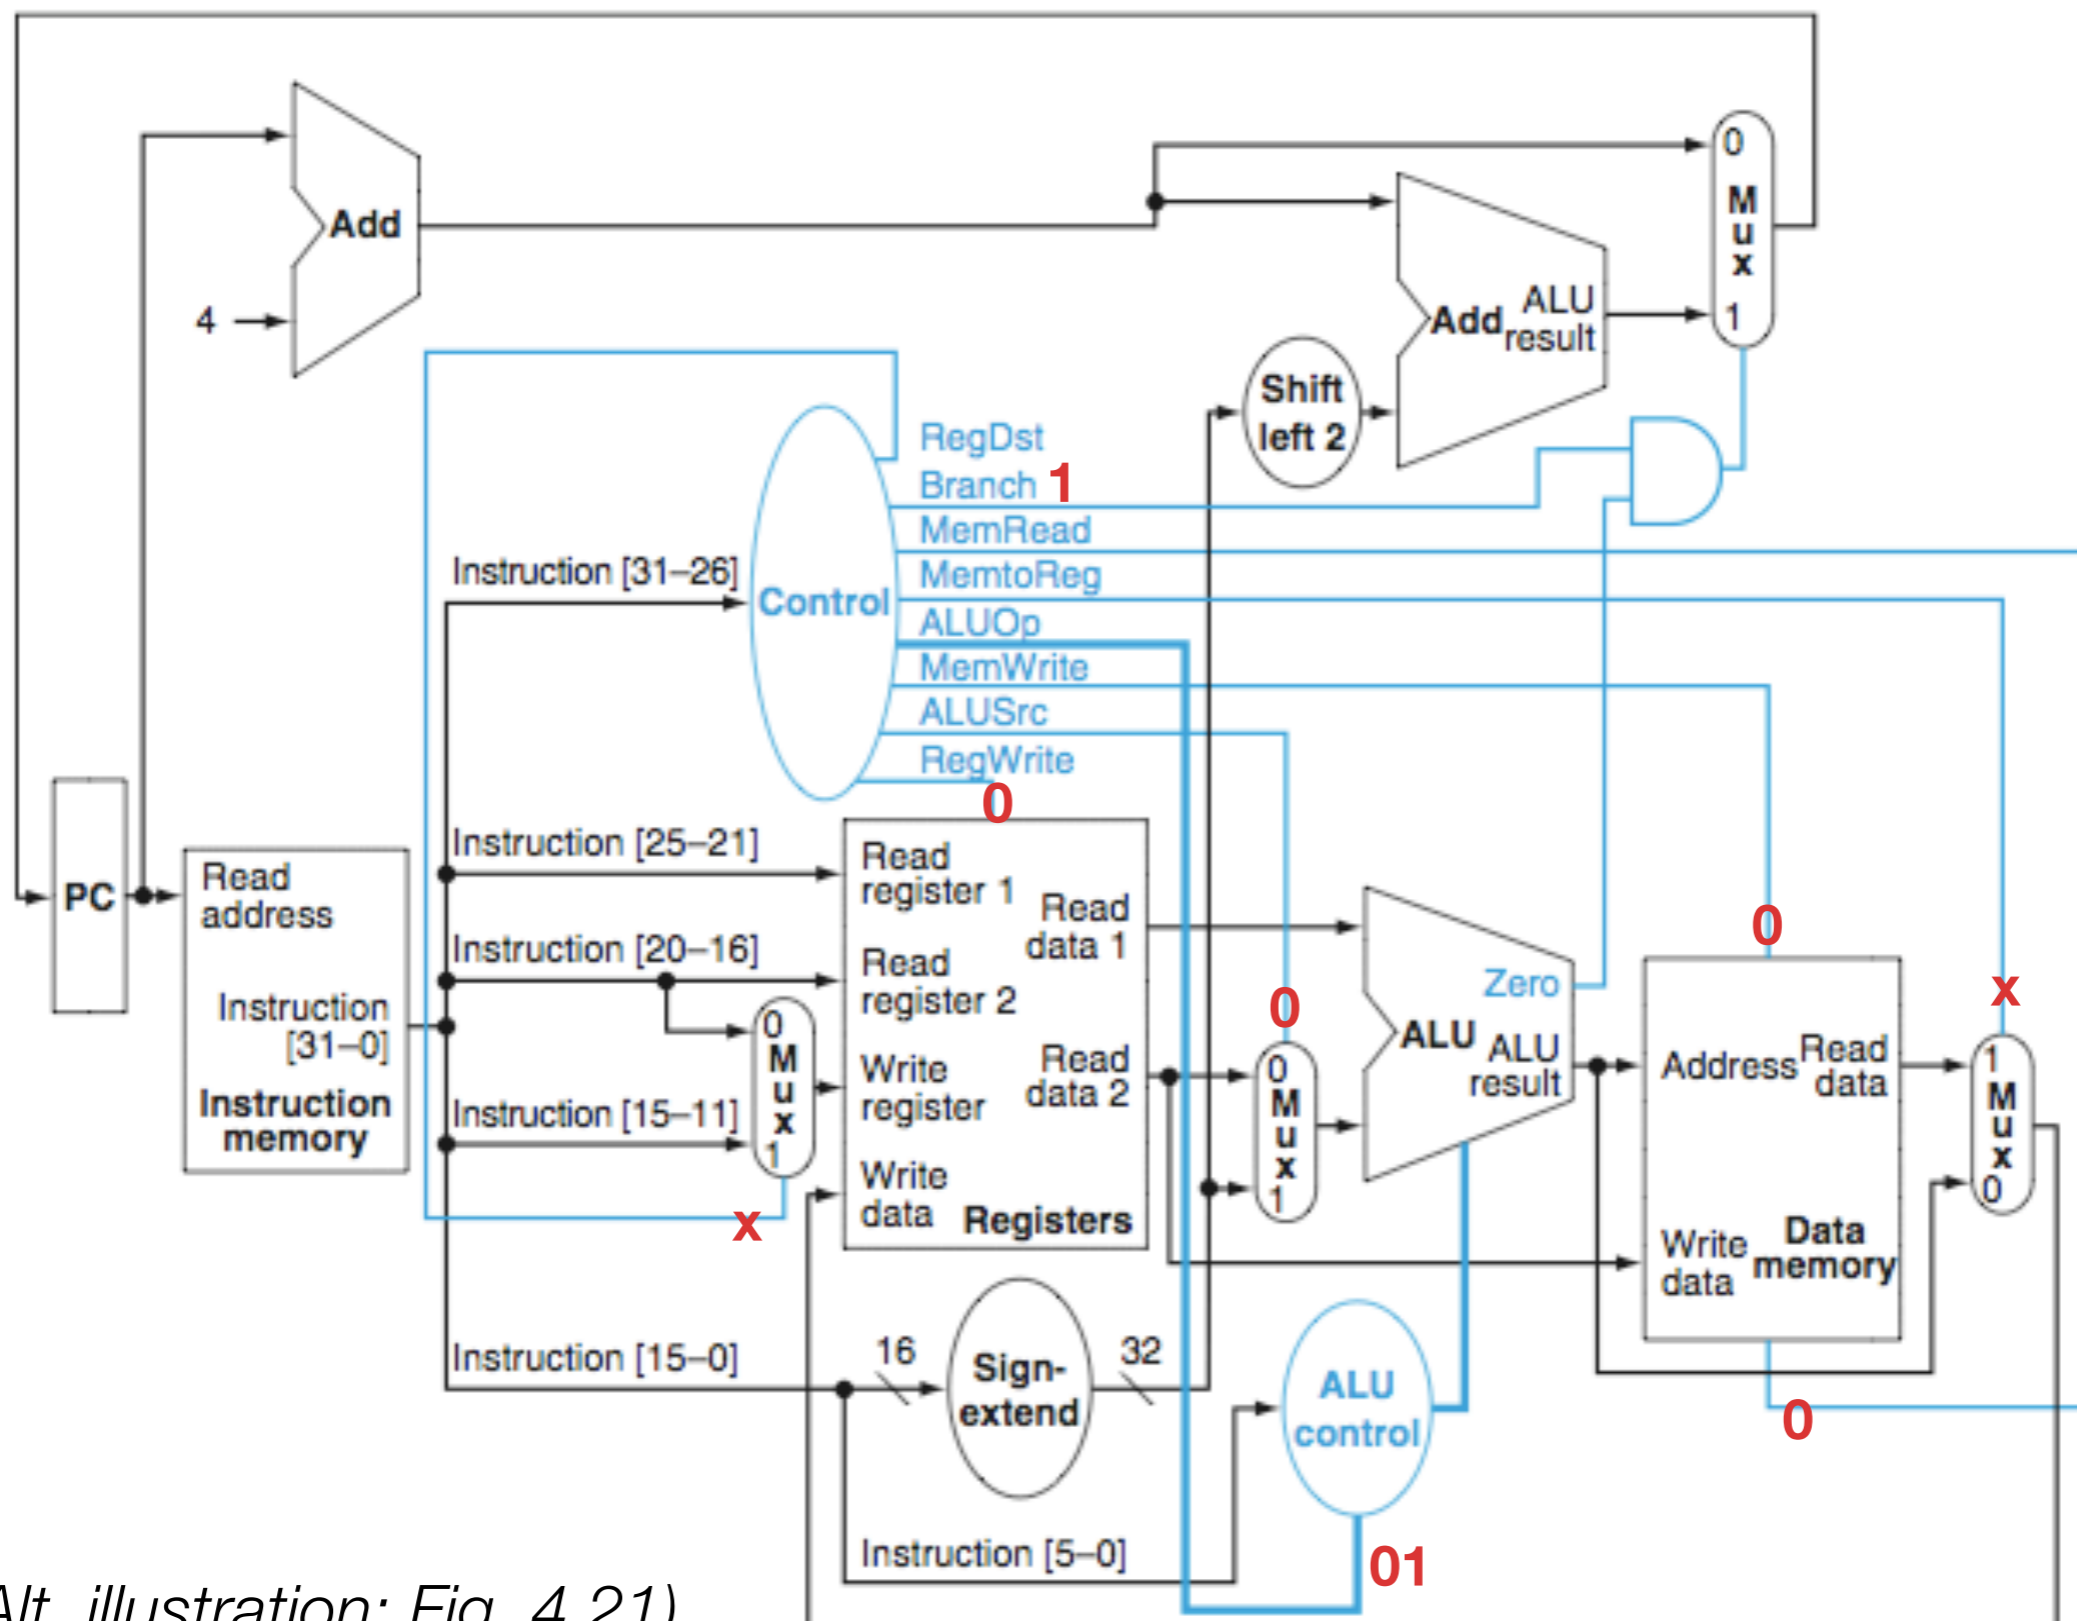 0
M
u
x
1
Add
4
Add
ALU
result
Shift
left 2
RegDst
Branch 1
MemRead
MemtoReg
ALUOp
MemWrite
ALUSrc
RegWrite
0
Control
Instruction [31–26]
Instruction [25–21]
Instruction [20–16]
Instruction [15–11]
Instruction [15–0]
Instruction [5–0]
PC
Read
address
Instruction
[31–0]
Instruction
memory
0
M
u
x
1
x
Read
register 1
Read
register 2
Write
register
Write
data
Read
data 1
Read
data 2
Registers
0
0
M
u
x
1
Zero
ALU
ALU
result
0
Address
Read
data
Write
data
Data
memory
0
x
1
M
u
x
0
16
Sign-
extend
32
ALU
control
01
Alt. illustration: Fig. 4.21)